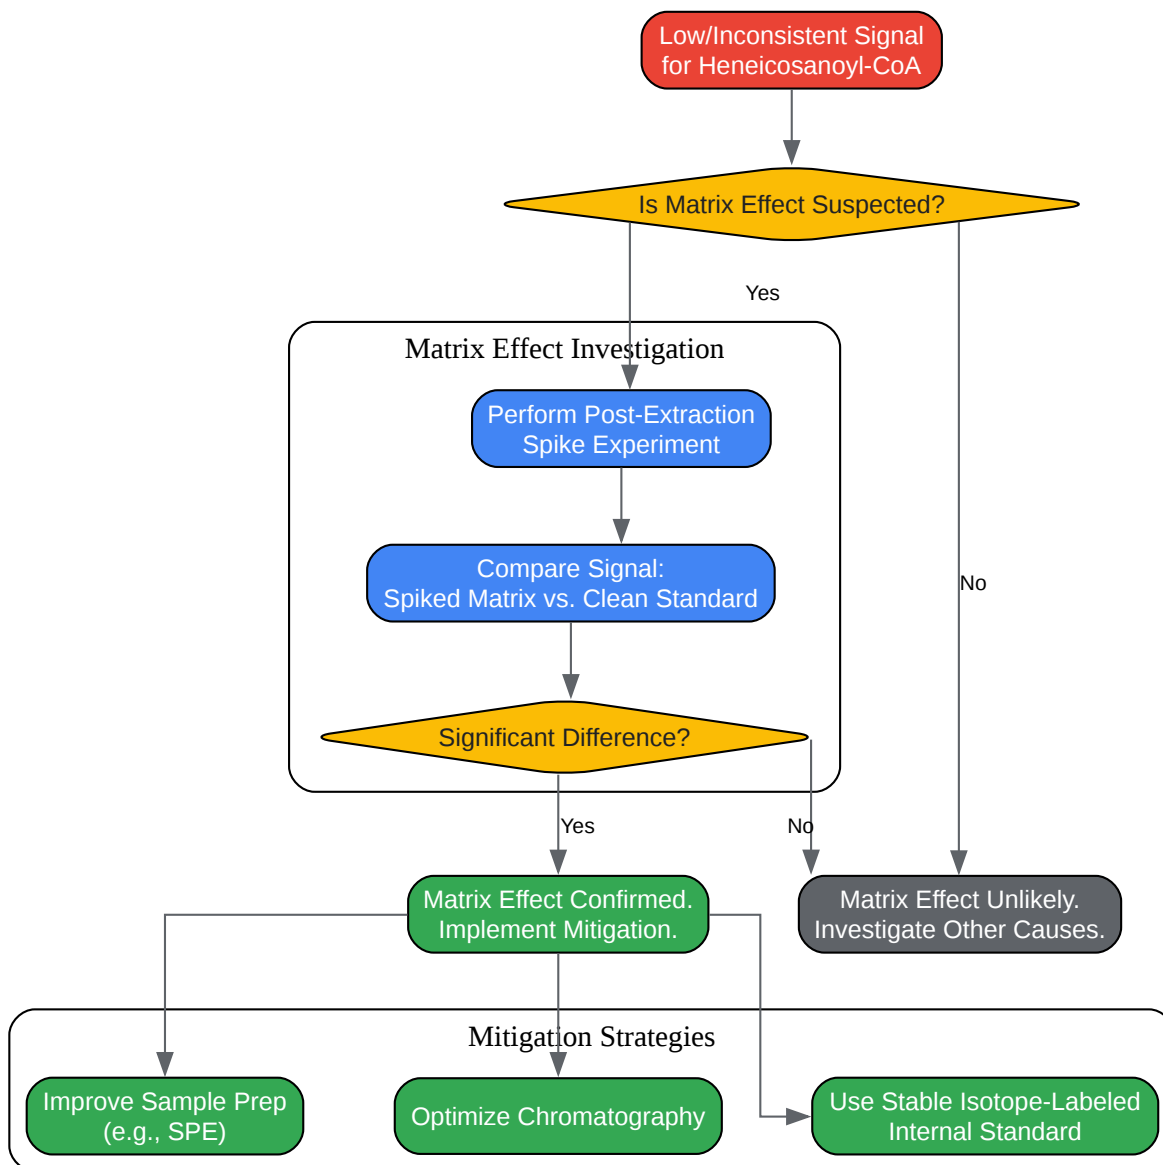 Low/Inconsistent Signal
for Heneicosanoyl-CoA
Is Matrix Effect Suspected?
Yes
Matrix Effect Investigation
Perform Post-Extraction
Spike Experiment
Compare Signal:
Spiked Matrix vs. Clean Standard
No
Significant Difference?
Yes
No
Matrix Effect Confirmed.
Implement Mitigation.
Matrix Effect Unlikely.
Investigate Other Causes.
Mitigation Strategies
Improve Sample Prep
(e.g., SPE)
Optimize Chromatography
Use Stable Isotope-Labeled
Internal Standard